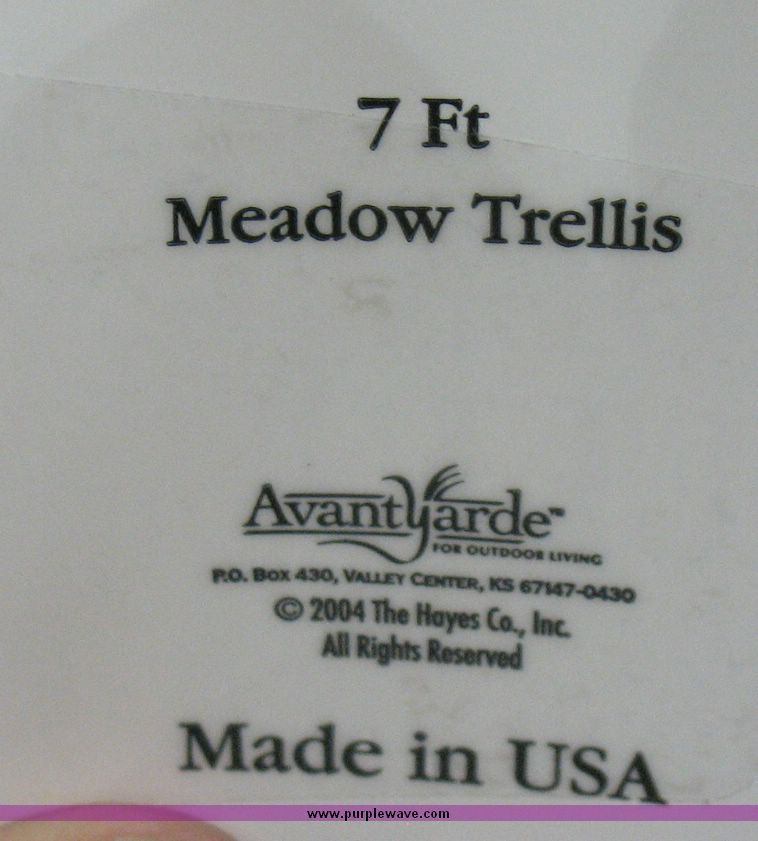 7 Ft
Meadow Trellis
AvantYarde™
FOR OUTDOOR LIVING
P.O. BOX 430, VALLEY CENTER, KS 67147-0430
© 2004 The Hayes Co., Inc.
All Rights Reserved
Made in USA
www.purplewave.com